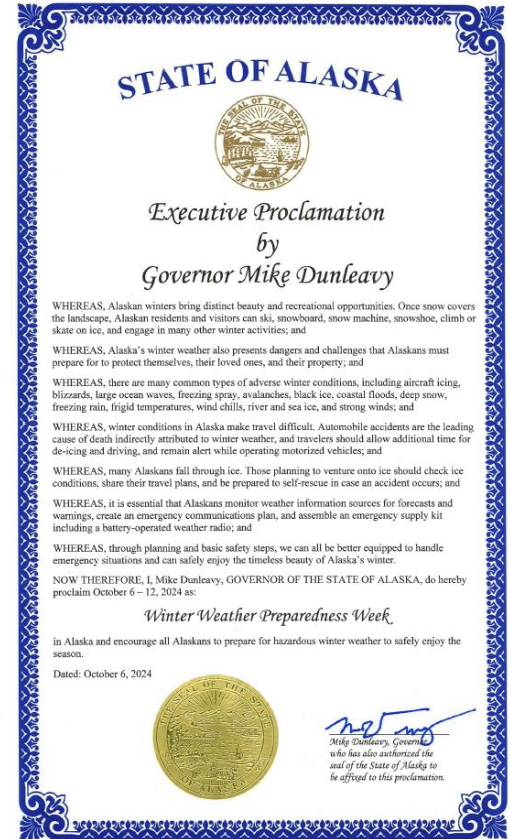 STATE OF ALASKA
THE SEAL OF THE STATE
OF ALASKA
Executive Proclamation
by
Governor Mike Dunleavy
WHEREAS, Alaskan winters bring distinct beauty and recreational opportunities. Once snow covers
the landscape, Alaskan residents and visitors can ski, snowboard, snow machine, snowshoe, climb or
skate on ice, and engage in many other winter activities; and
WHEREAS, Alaska's winter weather also presents dangers and challenges that Alaskans must
prepare for to protect themselves, their loved ones, and their property; and
WHEREAS, there are many common types of adverse winter conditions, including aircraft icing,
blizzards, large ocean waves, freezing spray, avalanches, black ice, coastal floods, deep snow,
freezing rain, frigid temperatures, wind chills, river and sea ice, and strong winds; and
WHEREAS, winter conditions in Alaska make travel difficult. Automobile accidents are the leading
cause of death indirectly attributed to winter weather, and travelers should allow additional time for
de-icing and driving, and remain alert while operating motorized vehicles; and
WHEREAS, many Alaskans fall through ice. Those planning to venture onto ice should check ice
conditions, share their travel plans, and be prepared to self-rescue in case an accident occurs; and
WHEREAS, it is essential that Alaskans monitor weather information sources for forecasts and
warnings, create an emergency communications plan, and assemble an emergency supply kit
including a battery-operated weather radio; and
WHEREAS, through planning and basic safety steps, we can all be better equipped to handle
emergency situations and can safely enjoy the timeless beauty of Alaska's winter.
NOW THEREFORE, I, Mike Dunleavy, GOVERNOR OF THE STATE OF ALASKA, do hereby
proclaim October 6 – 12, 2024 as:
Winter Weather Preparedness Week
in Alaska and encourage all Alaskans to prepare for hazardous winter weather to safely enjoy the
season.
Dated: October 6, 2024
THE SEAL OF THE STATE
OF ALASKA
Mike Dunleavy, Governor
who has also authorized the
seal of the State of Alaska to
be affixed to this proclamation.